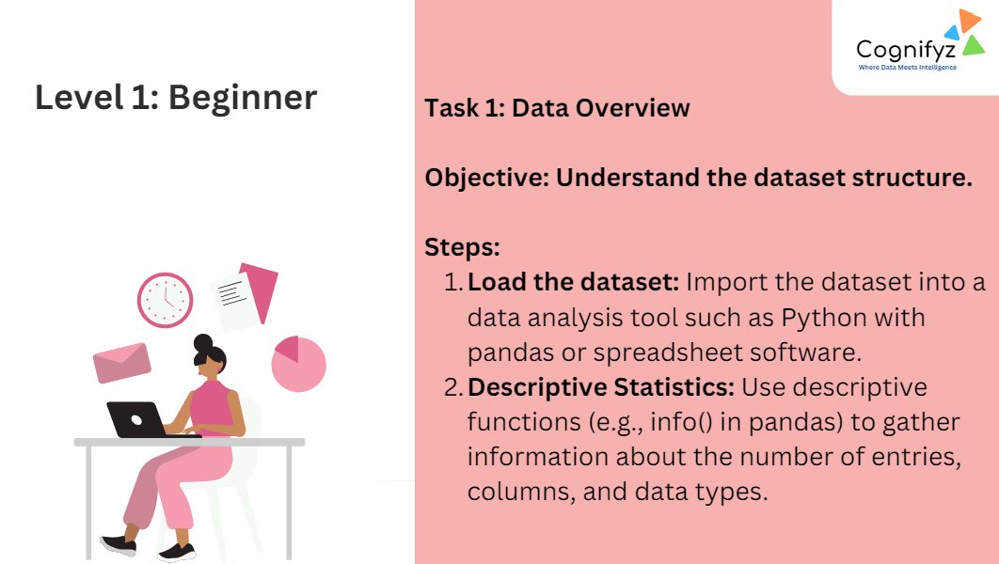 Cognifyz
Where Data Meets Intelligence
Level 1: Beginner
Task 1: Data Overview
Objective: Understand the dataset structure.
Steps:
1. Load the dataset: Import the dataset into a
data analysis tool such as Python with
pandas or spreadsheet software.
2. Descriptive Statistics: Use descriptive
functions (e.g., info() in pandas) to gather
information about the number of entries,
columns, and data types.